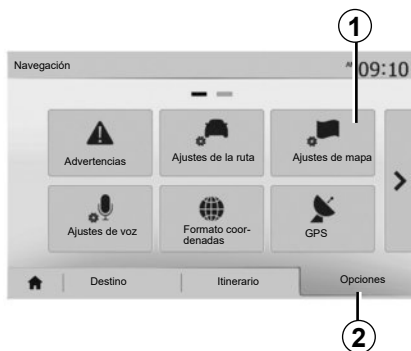 1
Navegación
AM 09:10
Advertencias
Ajustes de la ruta
Ajustes de mapa
Ajustes de voz
Formato coor-
denadas
GPS
Destino
Itinerario
Opciones
2